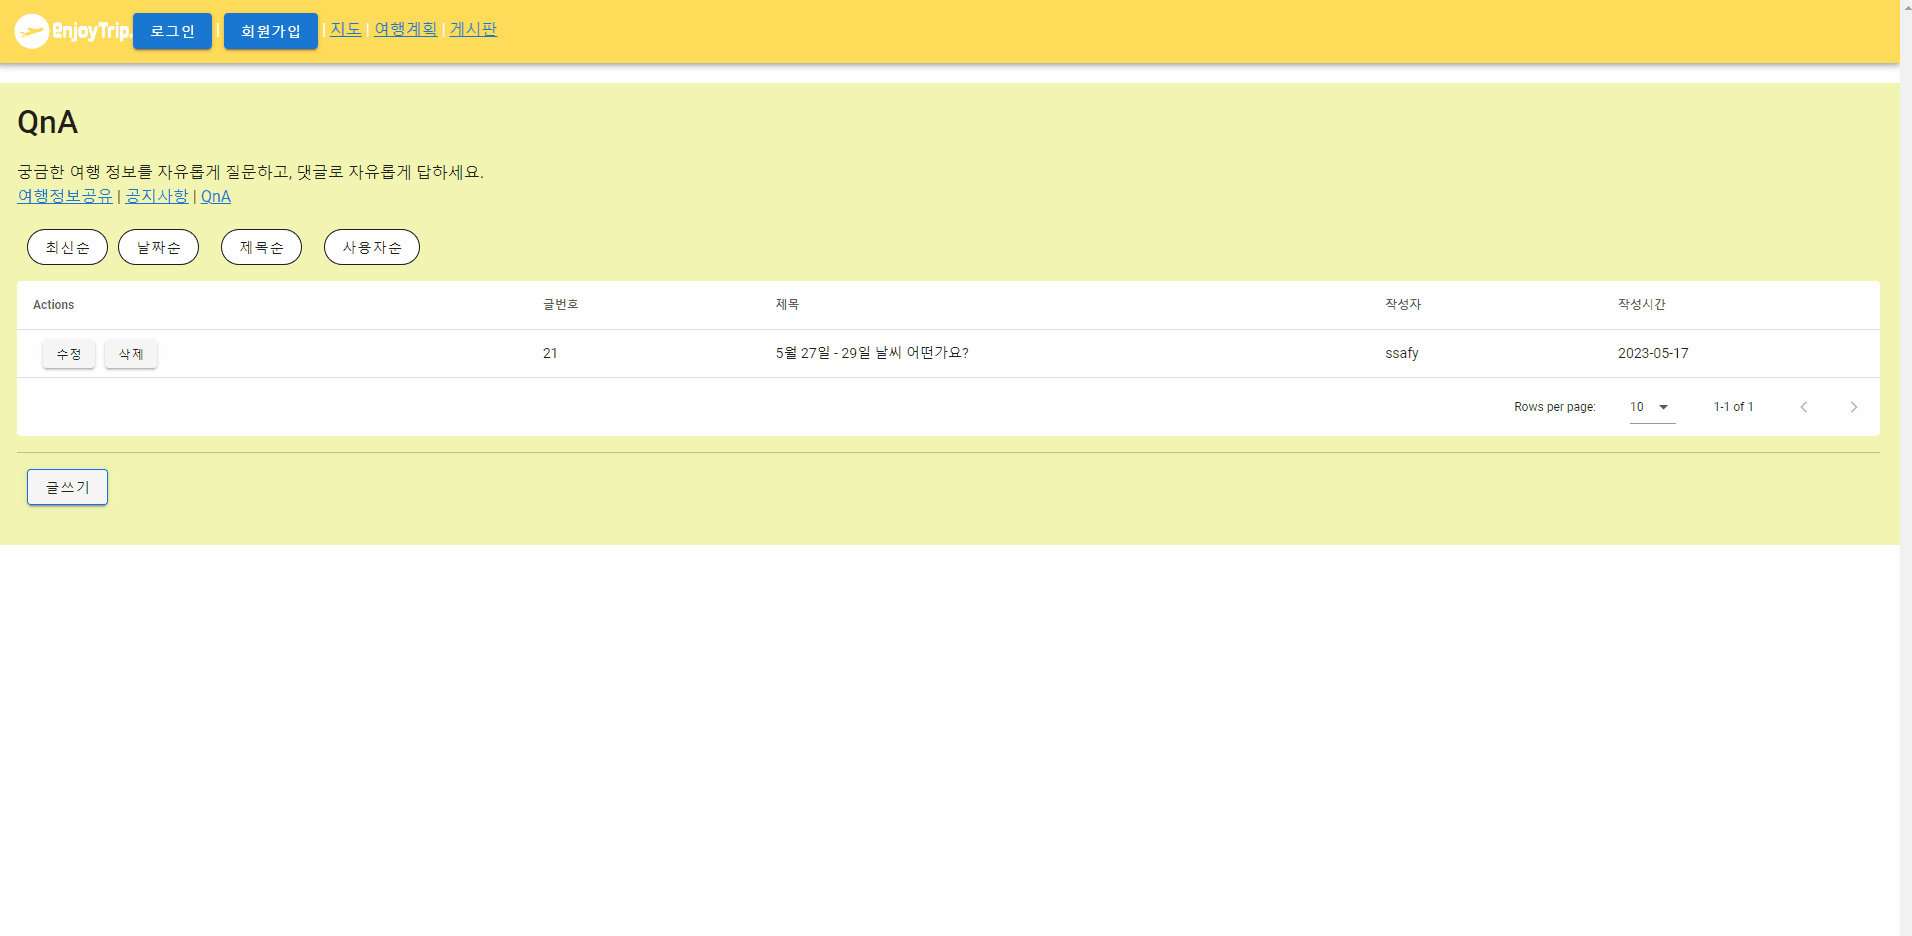 enjoyTrip. 로그인 | 회원가입 | 지도 | 여행계획 | 게시판
QnA
궁금한 여행 정보를 자유롭게 질문하고, 댓글로 자유롭게 답하세요.
여행정보공유 | 공지사항 | QnA
최신순 날짜순 제목순 사용자순
Actions 글번호 제목 작성자 작성시간
수정 삭제 21 5월 27일 - 29일 날씨 어떤가요? ssafy 2023-05-17
Rows per page: 10 1-1 of 1
글쓰기